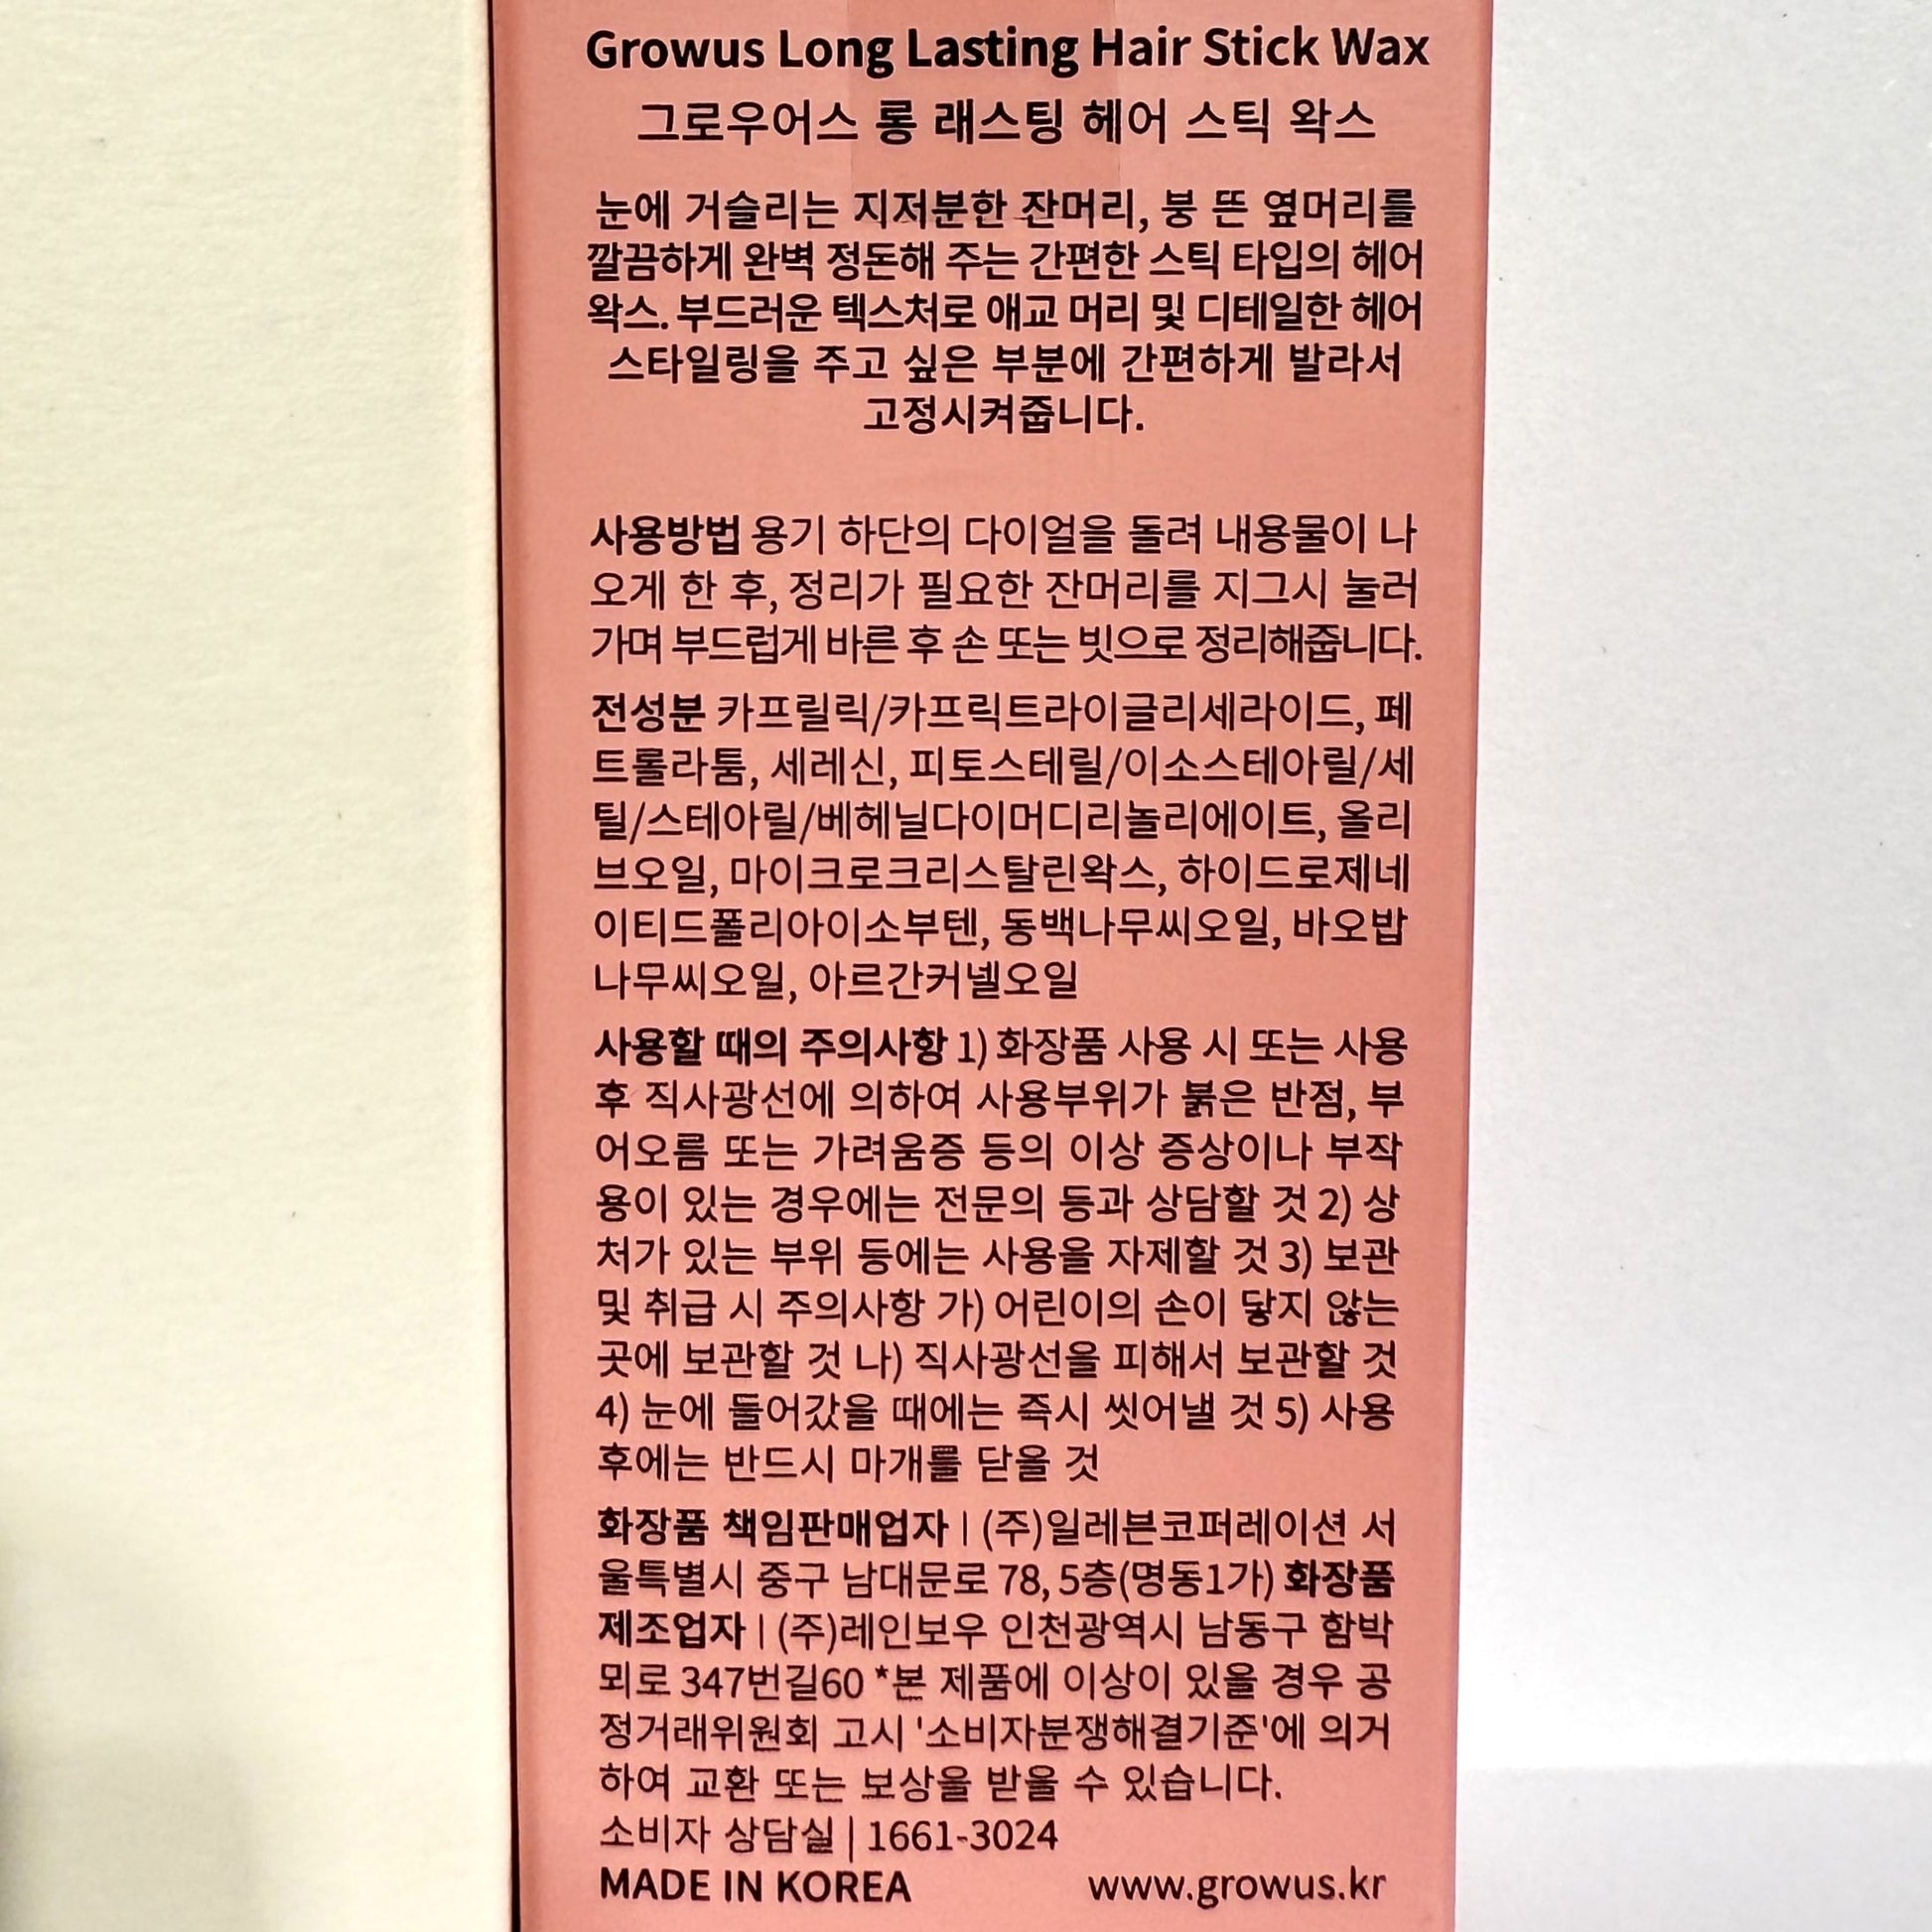 Growus Long Lasting Hair Stick Wax
그로우어스 롱 래스팅 헤어 스틱 왁스
눈에 거슬리는 지저분한 잔머리, 붕 뜬 옆머리를
깔끔하게 완벽 정돈해 주는 간편한 스틱 타입의 헤어
왁스. 부드러운 텍스처로 애교 머리 및 디테일한 헤어
스타일링을 주고 싶은 부분에 간편하게 발라서
고정시켜줍니다.
사용방법 용기 하단의 다이얼을 돌려 내용물이 나
오게 한 후, 정리가 필요한 잔머리를 지그시 눌러
가며 부드럽게 바른 후 손 또는 빗으로 정리해줍니다.
전성분 카프릴릭/카프릭트라이글리세라이드, 페
트롤라툼, 세레신, 피토스테릴/이소스테아릴/세
틸/스테아릴/베헤닐다이머디리놀리에이트, 올리
브오일, 마이크로크리스탈린왁스, 하이드로제네
이티드폴리아이소부텐, 동백나무씨오일, 바오밥
나무씨오일, 아르간커넬오일
사용할 때의 주의사항 1) 화장품 사용 시 또는 사용
후 직사광선에 의하여 사용부위가 붉은 반점, 부
어오름 또는 가려움증 등의 이상 증상이나 부작
용이 있는 경우에는 전문의 등과 상담할 것 2) 상
처가 있는 부위 등에는 사용을 자제할 것 3) 보관
및 취급 시 주의사항 가) 어린이의 손이 닿지 않는
곳에 보관할 것 나) 직사광선을 피해서 보관할 것
4) 눈에 들어갔을 때에는 즉시 씻어낼 것 5) 사용
후에는 반드시 마개를 닫을 것
화장품 책임판매업자 | (주)일레븐코퍼레이션 서
울특별시 중구 남대문로 78, 5층(명동1가) 화장품
제조업자 | (주)레인보우 인천광역시 남동구 함박
뫼로 347번길60 *본 제품에 이상이 있을 경우 공
정거래위원회 고시 '소비자분쟁해결기준'에 의거
하여 교환 또는 보상을 받을 수 있습니다.
소비자 상담실 | 1661-3024
MADE IN KOREA www.growus.kr